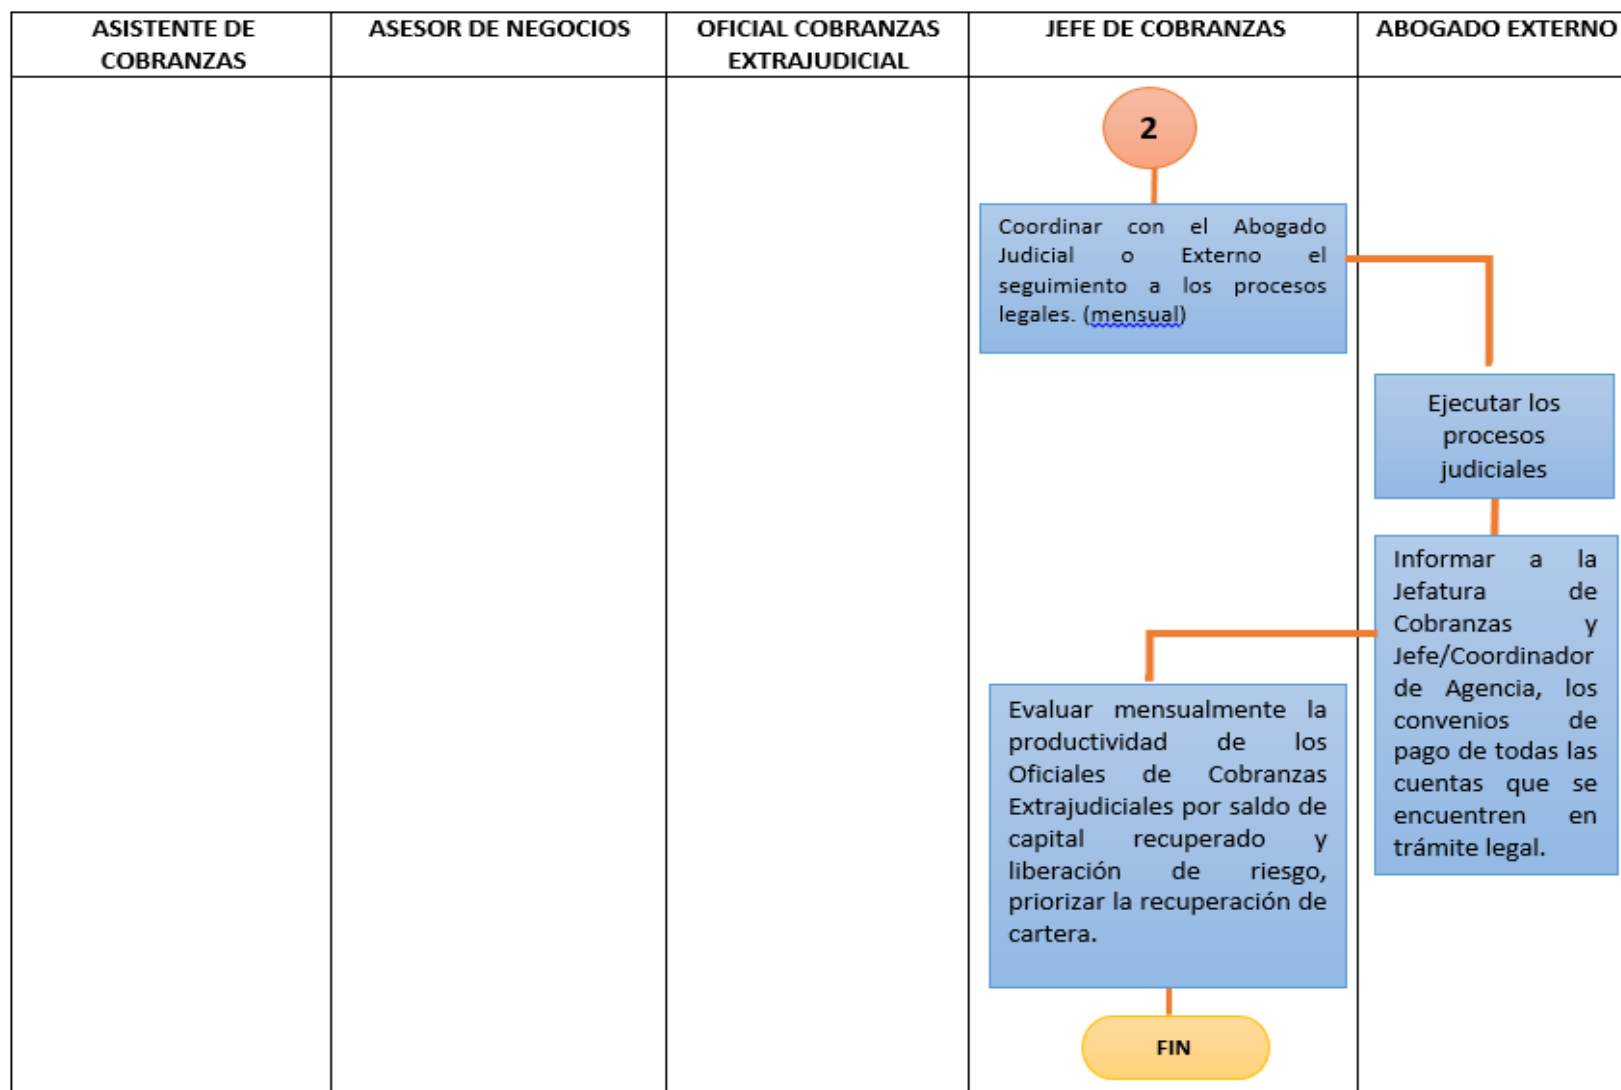 ASISTENTE DE
COBRANZAS
ASESOR DE NEGOCIOS
OFICIAL COBRANZAS
EXTRAJUDICIAL
JEFE DE COBRANZAS
ABOGADO EXTERNO
2
Coordinar con el Abogado
Judicial o Externo el
seguimiento a los procesos
legales. (mensual)
Ejecutar los
procesos
judiciales
Informar a la
Jefatura de
Cobranzas y
Jefe/Coordinador
de Agencia, los
convenios de
pago de todas las
cuentas que se
encuentren en
trámite legal.
Evaluar mensualmente la
productividad de los
Oficiales de Cobranzas
Extrajudiciales por saldo de
capital recuperado y
liberación de riesgo,
priorizar la recuperación de
cartera.
FIN